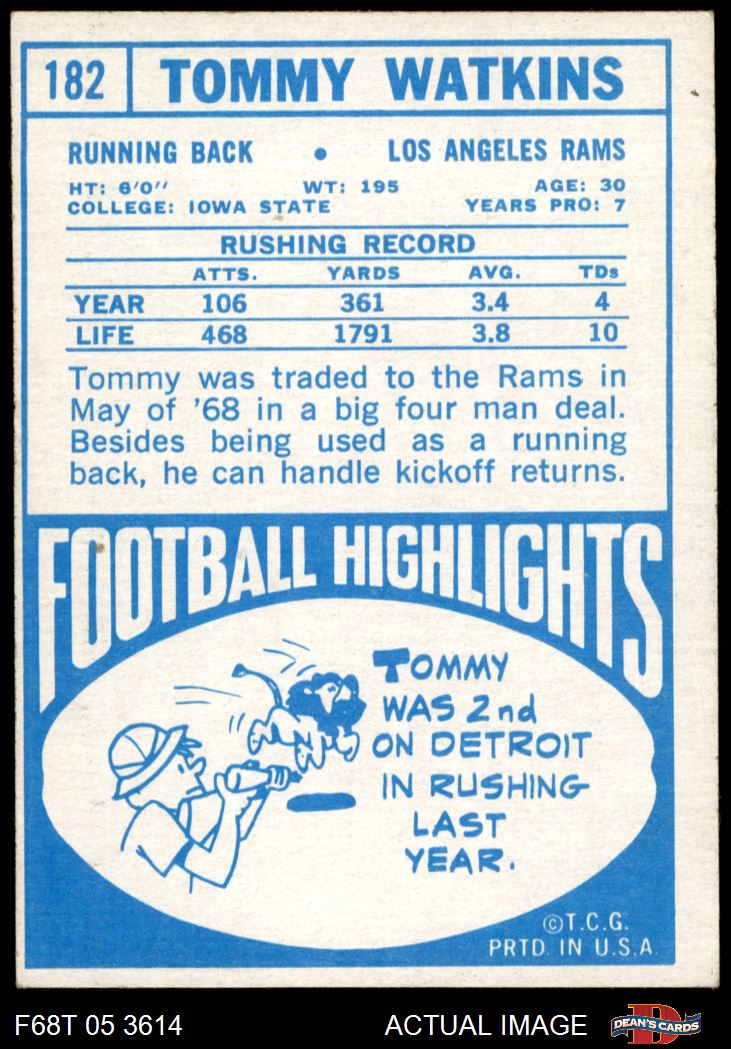 182 TOMMY WATKINS
RUNNING BACK • LOS ANGELES RAMS
HT: 6'0" WT: 195 AGE: 30
COLLEGE: IOWA STATE YEARS PRO: 7
RUSHING RECORD
ATTS. YARDS AVG. TDs
YEAR 106 361 3.4 4
LIFE 468 1791 3.8 10
Tommy was traded to the Rams in
May of '68 in a big four man deal.
Besides being used as a running
back, he can handle kickoff returns.
FOOTBALL HIGHLIGHTS
TOMMY
WAS 2nd
ON DETROIT
IN RUSHING
LAST
YEAR.
©T.C.G.
PRTD. IN U.S.A.
F68T 05 3614 ACTUAL IMAGE DEAN'S CARDS